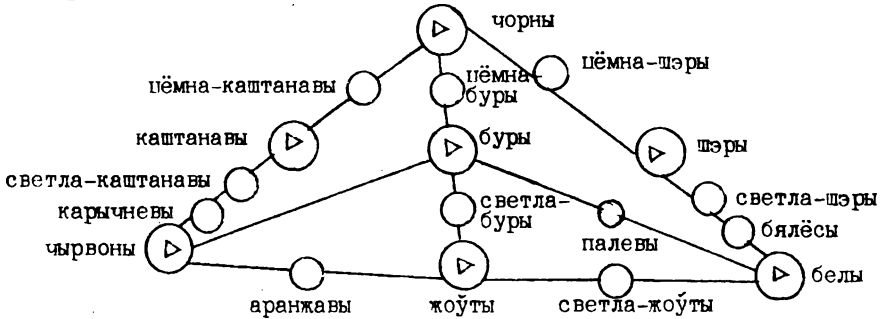 чорны
цёмна-шэры
цёмна-каштанавы
цёмна-
буры
каштанавы
буры
шэры
светла-каштанавы
светла-
буры
светла-шэры
карычневы
бялёсы
чырвоны
палевы
белы
аранжавы
жоўты
светла-жоўты